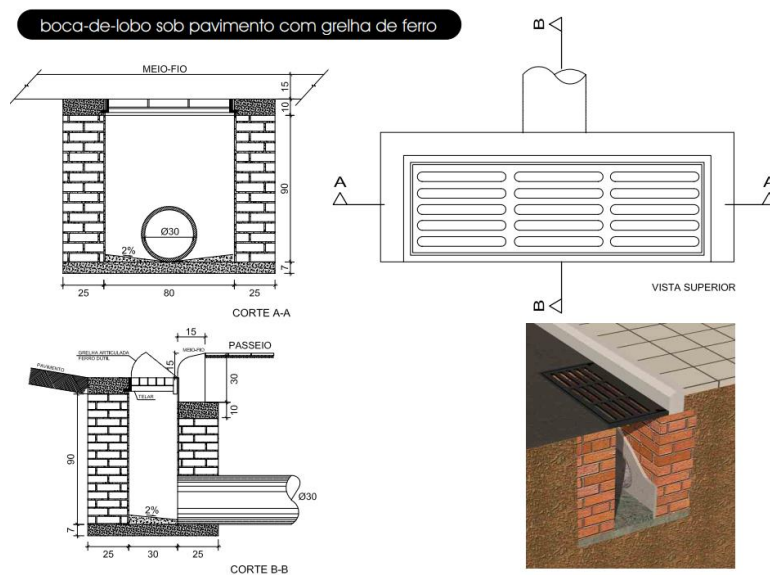 boca-de-lobo sob pavimento com grelha de ferro
MEIO-FIO
15
10
90
7
Ø30
2%
25 80 25
CORTE A-A
B
A A
B
VISTA SUPERIOR
15
GRELHA ARTICULADA
FERRO DÚTIL
MEIO-FIO
PASSEIO
15
PAVIMENTO
30
TELAR
10
90
Ø30
2%
7
25 30 25
CORTE B-B